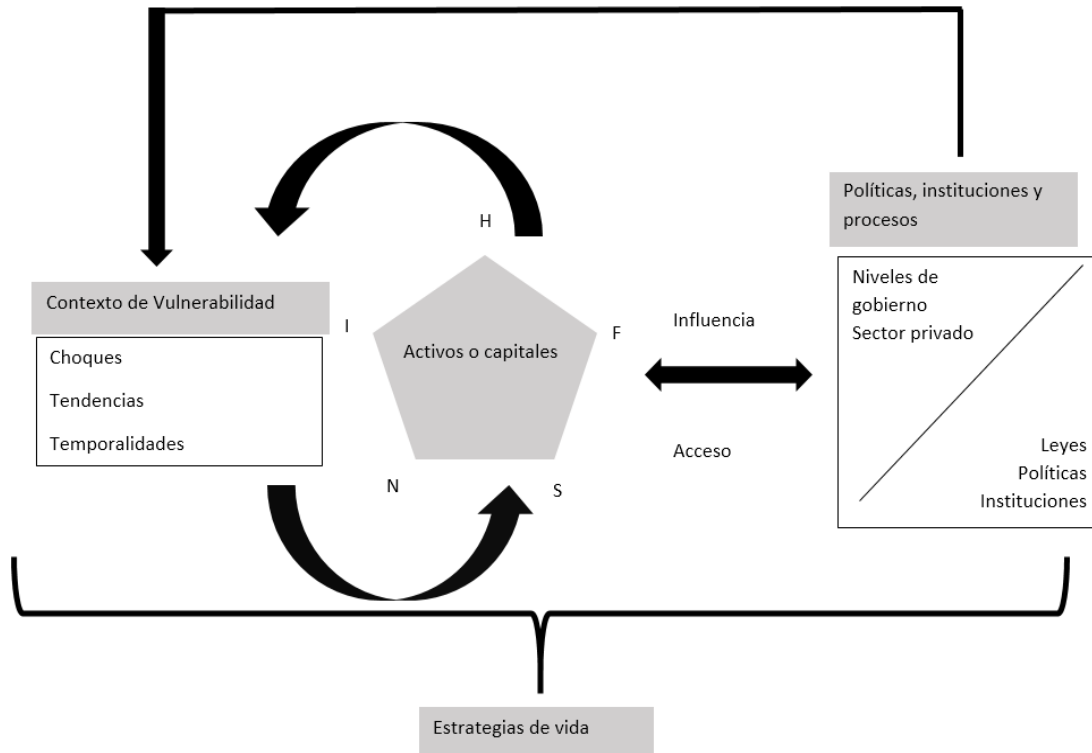 Políticas, instituciones y
procesos
H
Niveles de
gobierno
Sector privado
Contexto de Vulnerabilidad
I
F
Influencia
Activos o capitales
Choques
Tendencias
Temporalidades
Acceso
Leyes
Políticas
Instituciones
N
S
Estrategias de vida